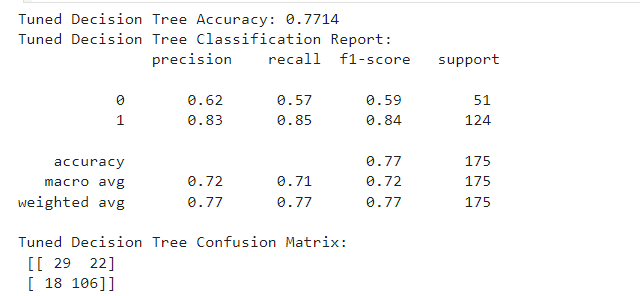 Tuned Decision Tree Accuracy: 0.7714
Tuned Decision Tree Classification Report:
precision recall f1-score support
0 0.62 0.57 0.59 51
1 0.83 0.85 0.84 124
accuracy 0.77 175
macro avg 0.72 0.71 0.72 175
weighted avg 0.77 0.77 0.77 175
Tuned Decision Tree Confusion Matrix:
[[ 29 22]
[ 18 106]]